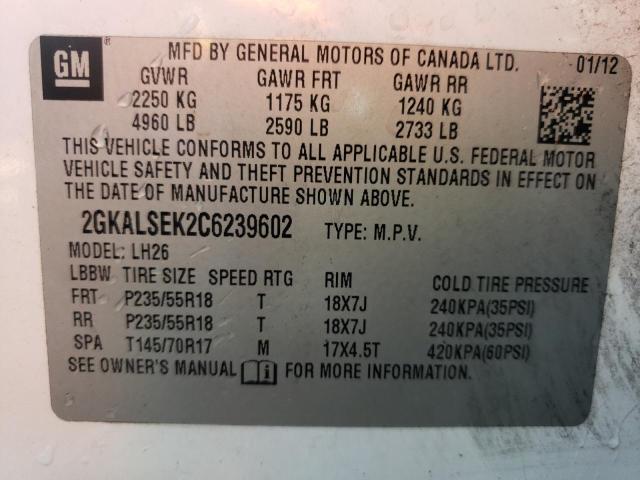 GM
MFD BY GENERAL MOTORS OF CANADA LTD. 01/12
GVWR GAWR FRT GAWR RR
2250 KG 1175 KG 1240 KG
4960 LB 2590 LB 2733 LB
THIS VEHICLE CONFORMS TO ALL APPLICABLE U.S. FEDERAL MOTOR
VEHICLE SAFETY AND THEFT PREVENTION STANDARDS IN EFFECT ON
THE DATE OF MANUFACTURE SHOWN ABOVE.
2GKALSEK2C6239602 TYPE: M.P.V.
MODEL: LH26
LBBW TIRE SIZE SPEED RTG RIM COLD TIRE PRESSURE
FRT P235/55R18 T 18X7J 240KPA(35PSI)
RR P235/55R18 T 18X7J 240KPA(35PSI)
SPA T145/70R17 M 17X4.5T 420KPA(60PSI)
SEE OWNER'S MANUAL FOR MORE INFORMATION.